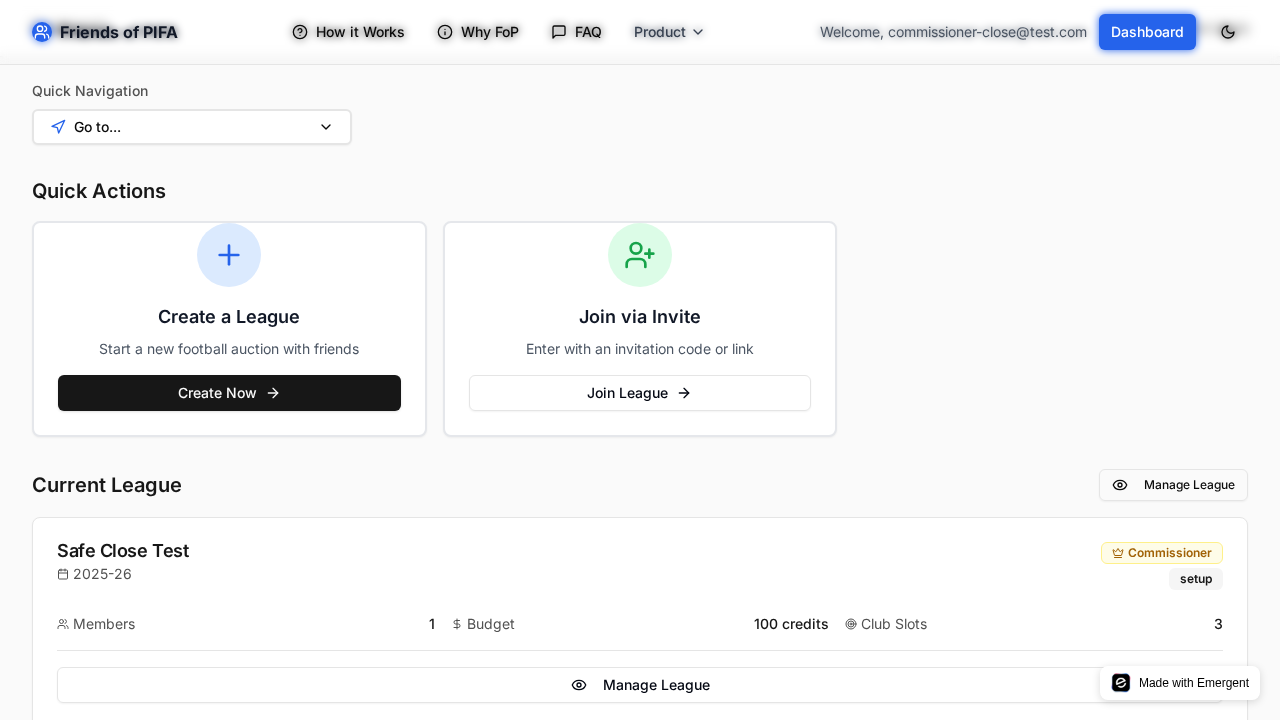 Friends of PIFA
How it Works
Why FoP
FAQ
Product
Welcome, commissioner-close@test.com
Dashboard
Quick Navigation
Go to...
Quick Actions
Create a League
Start a new football auction with friends
Create Now
Join via Invite
Enter with an invitation code or link
Join League
Current League
Manage League
Safe Close Test
2025-26
Commissioner
setup
Members 1
Budget 100 credits
Club Slots 3
Manage League
Made with Emergent